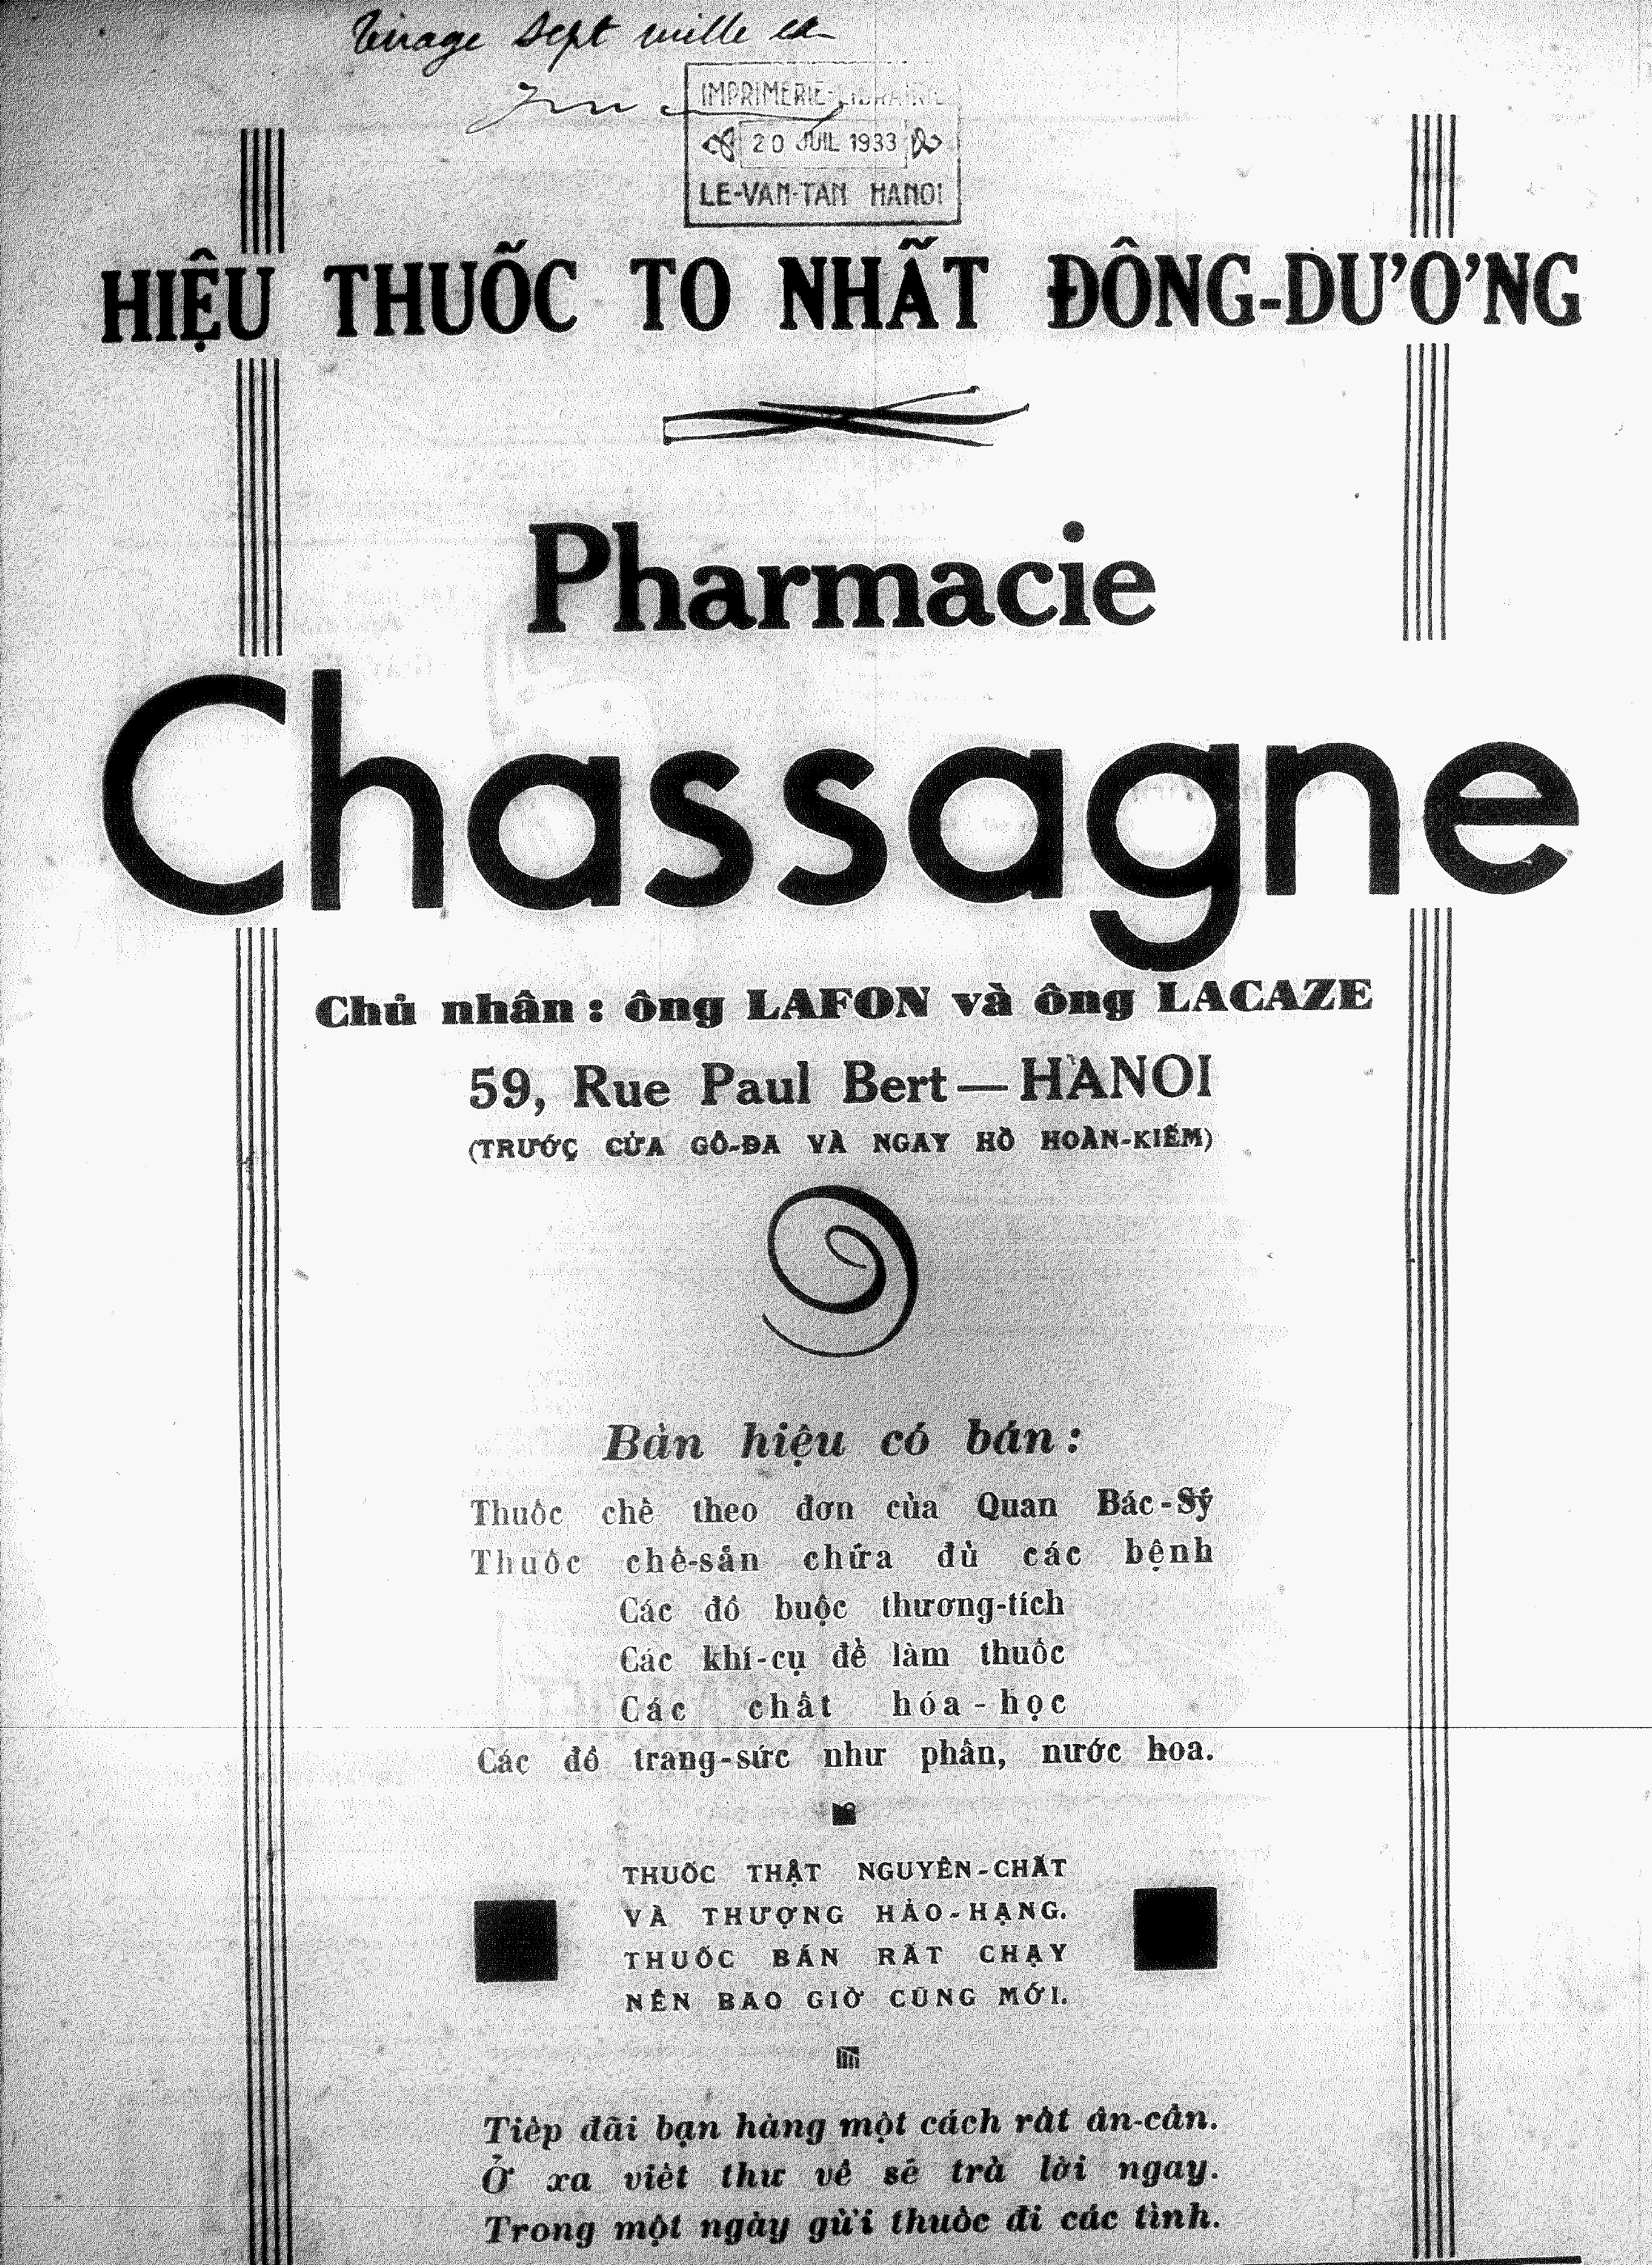 Tirage sept mille ex
IMPRIMERIE-LIBRAIRIE
20 JUIL 1933
LE-VAN-TAN HANOI
HIỆU THUỐC TO NHẤT ĐÔNG-DƯƠNG
Pharmacie
Chassagne
Chủ nhân: ông LAFON và ông LACAZE
59, Rue Paul Bert — HANOI
(TRƯỚC CỬA GÔ-ĐA VÀ NGAY HỒ HOÀN-KIẾM)
Bản hiệu có bán:
Thuốc chế theo đơn của Quan Bác-Sỹ
Thuốc chế-sẵn chữa đủ các bệnh
Các đồ buộc thương-tích
Các khí-cụ để làm thuốc
Các chất hóa-học
Các đồ trang-sức như phấn, nước hoa.
THUỐC THẬT NGUYÊN-CHẤT
VÀ THƯỢNG HẢO-HẠNG.
THUỐC BÁN RẤT CHẠY
NÊN BAO GIỜ CŨNG MỚI.
Tiếp đãi bạn hàng một cách rất ân-cần.
Ở xa viết thư về sẽ trả lời ngay.
Trong một ngày gửi thuốc đi các tỉnh.